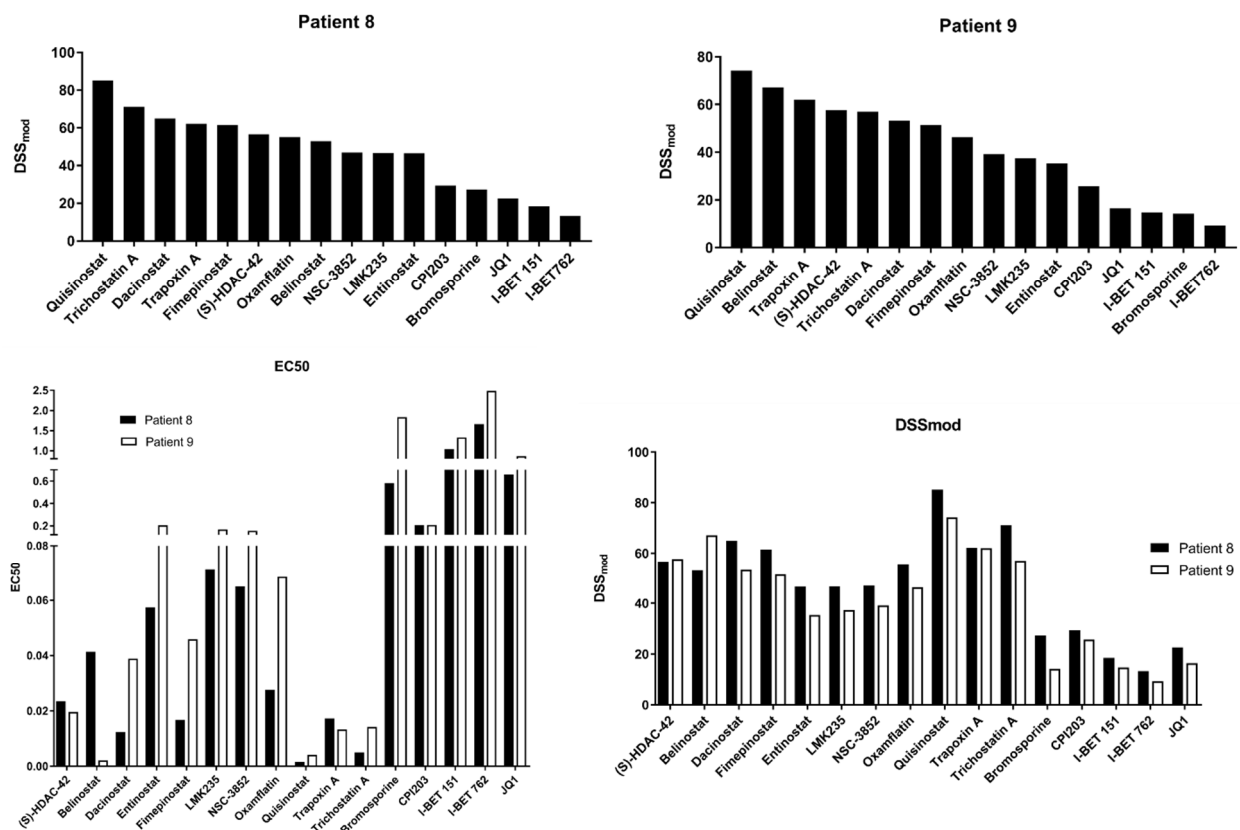 Patient 8
DSSmod
100
80
60
40
20
0
Quisinostat
Trichostatin A
Dacinostat
Trapoxin A
Fimepinostat
(S)-HDAC-42
Oxamflatin
Belinostat
NSC-3852
LMK235
Entinostat
CPI203
Bromosporine
JQ1
I-BET 151
I-BET762
Patient 9
DSSmod
80
60
40
20
0
Quisinostat
Belinostat
Trapoxin A
(S)-HDAC-42
Trichostatin A
Dacinostat
Fimepinostat
Oxamflatin
NSC-3852
LMK235
Entinostat
CPI203
JQ1
I-BET 151
Bromosporine
I-BET762
EC50
EC50
2.5
2.0
1.5
1.0
0.6
0.4
0.2
0.08
0.06
0.04
0.02
0.00
Patient 8
Patient 9
(S)-HDAC-42
Belinostat
Dacinostat
Entinostat
Fimepinostat
LMK235
NSC-3852
Oxamflatin
Quisinostat
Trapoxin A
Trichostatin A
Bromosporine
CPI203
I-BET 151
I-BET 762
JQ1
DSSmod
DSSmod
100
80
60
40
20
0
Patient 8
Patient 9
(S)-HDAC-42
Belinostat
Dacinostat
Fimepinostat
Entinostat
LMK235
NSC-3852
Oxamflatin
Quisinostat
Trapoxin A
Trichostatin A
Bromosporine
CPI203
I-BET 151
I-BET 762
JQ1